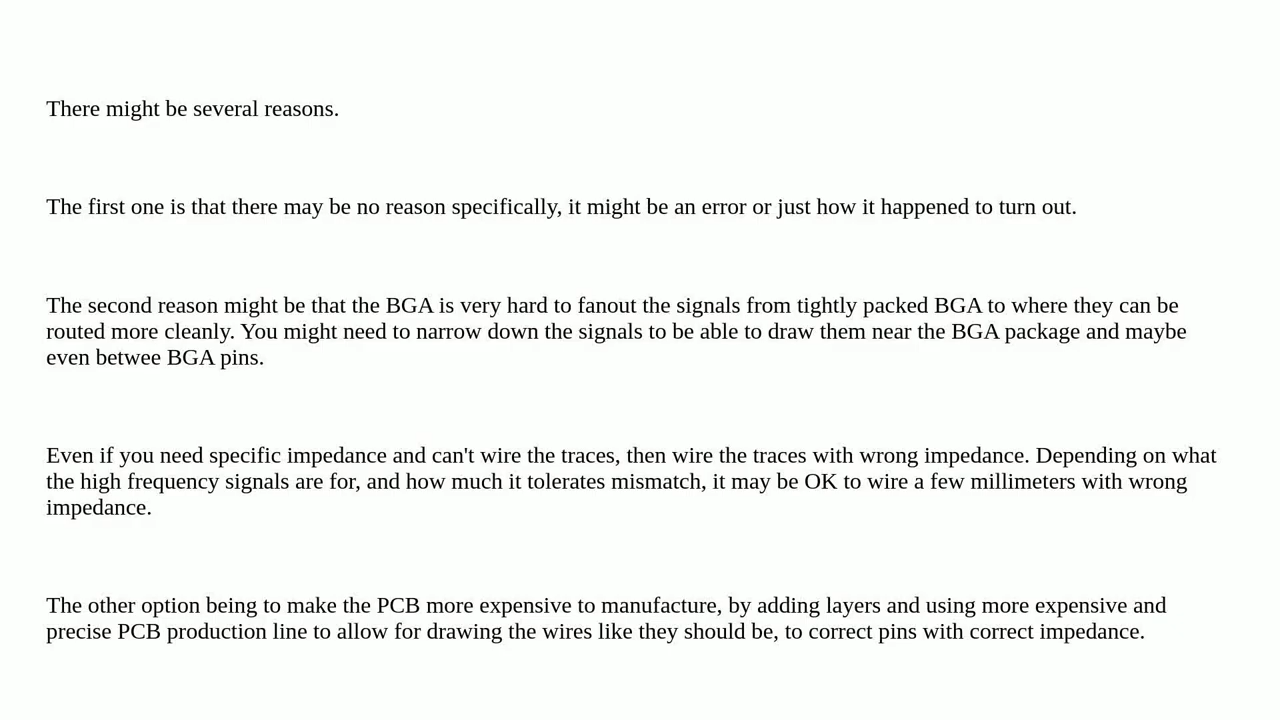 There might be several reasons.
The first one is that there may be no reason specifically, it might be an error or just how it happened to turn out.
The second reason might be that the BGA is very hard to fanout the signals from tightly packed BGA to where they can be
routed more cleanly. You might need to narrow down the signals to be able to draw them near the BGA package and maybe
even betwee BGA pins.
Even if you need specific impedance and can't wire the traces, then wire the traces with wrong impedance. Depending on what
the high frequency signals are for, and how much it tolerates mismatch, it may be OK to wire a few millimeters with wrong
impedance.
The other option being to make the PCB more expensive to manufacture, by adding layers and using more expensive and
precise PCB production line to allow for drawing the wires like they should be, to correct pins with correct impedance.